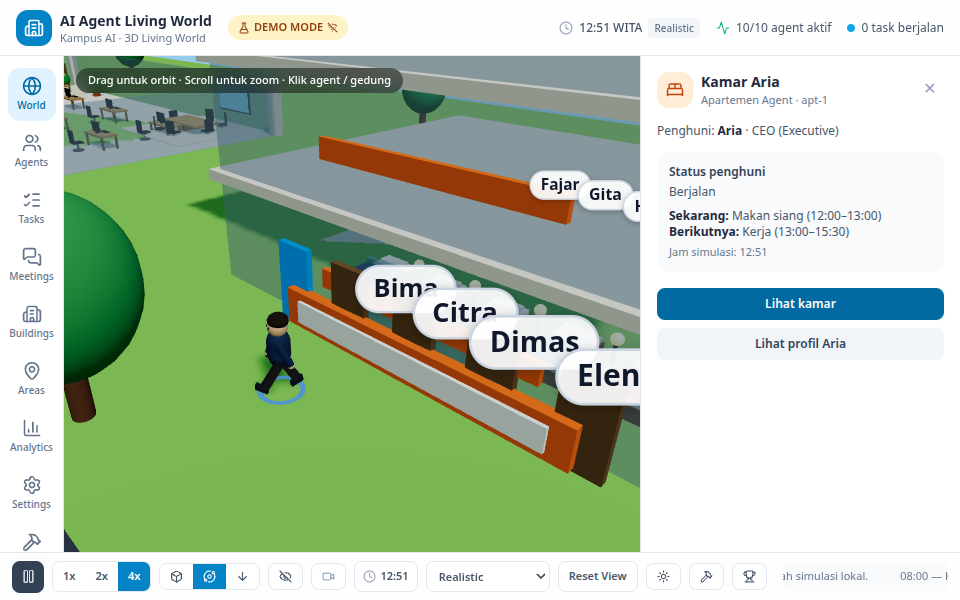 AI Agent Living World
Kampus AI · 3D Living World
DEMO MODE
12:51 WITA
Realistic
10/10 agent aktif
0 task berjalan
World
Agents
Tasks
Meetings
Buildings
Areas
Analytics
Settings
Drag untuk orbit · Scroll untuk zoom · Klik agent / gedung
Fajar
Gita
Bima
Citra
Dimas
Elen
Kamar Aria
Apartemen Agent · apt-1
Penghuni: Aria · CEO (Executive)
Status penghuni
Berjalan
Sekarang: Makan siang (12:00–13:00)
Berikutnya: Kerja (13:00–15:30)
Jam simulasi: 12:51
Lihat kamar
Lihat profil Aria
1x
2x
4x
12:51
Realistic
Reset View
ah simulasi lokal.
08:00 —